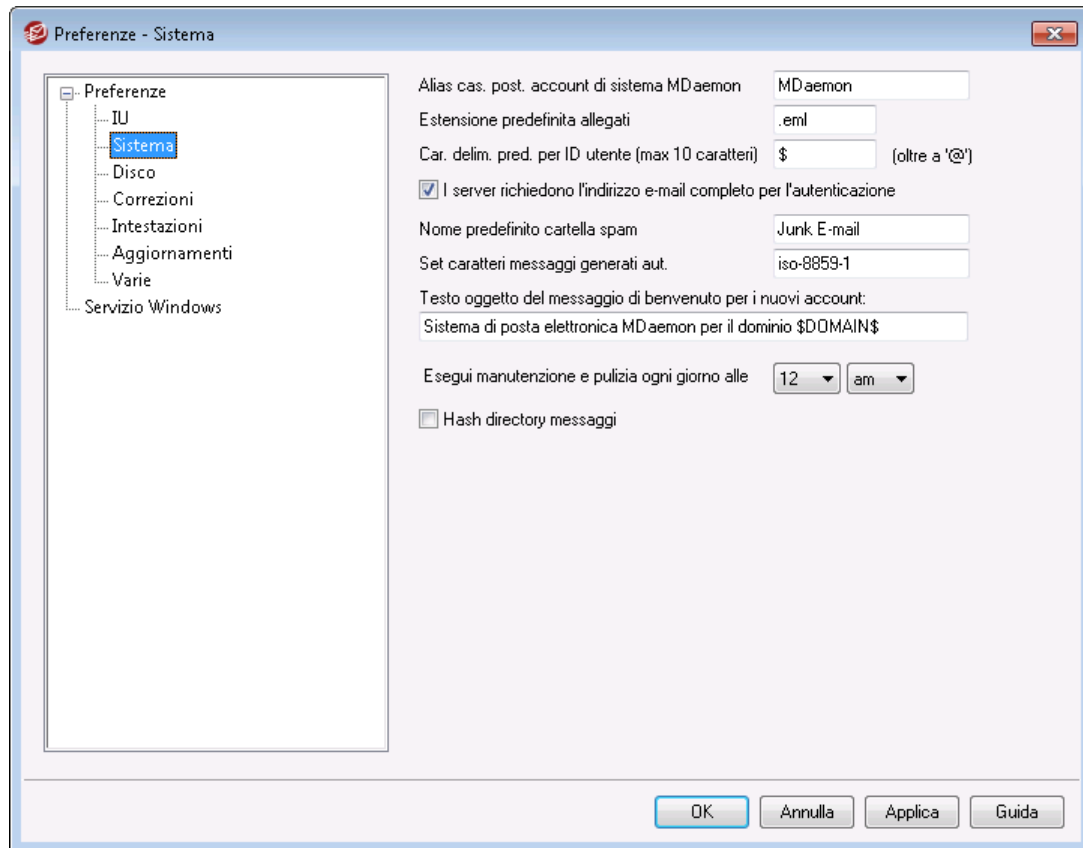 Preferenze - Sistema
Preferenze
IU
Sistema
Disco
Correzioni
Intestazioni
Aggiornamenti
Varie
Servizio Windows
Alias cas. post. account di sistema MDaemon MDaemon
Estensione predefinita allegati .eml
Car. delim. pred. per ID utente (max 10 caratteri) $ (oltre a '@')
I server richiedono l'indirizzo e-mail completo per l'autenticazione
Nome predefinito cartella spam Junk E-mail
Set caratteri messaggi generati aut. iso-8859-1
Testo oggetto del messaggio di benvenuto per i nuovi account:
Sistema di posta elettronica MDaemon per il dominio $DOMAIN$
Esegui manutenzione e pulizia ogni giorno alle 12 am
Hash directory messaggi
OK Annulla Applica Guida